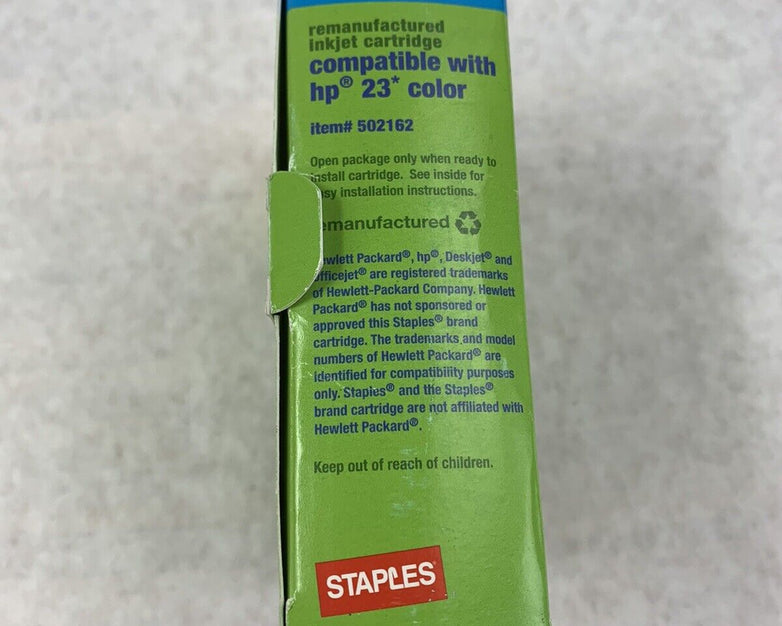 remanufactured
inkjet cartridge
compatible with
hp® 23* color
item# 502162
Open package only when ready to
install cartridge. See inside for
easy installation instructions.
remanufactured
Hewlett Packard®, hp®, Deskjet® and
Officejet® are registered trademarks
of Hewlett-Packard Company. Hewlett
Packard® has not sponsored or
approved this Staples® brand
cartridge. The trademarks and model
numbers of Hewlett Packard® are
identified for compatibility purposes
only. Staples® and the Staples®
brand cartridge are not affiliated with
Hewlett Packard®.
Keep out of reach of children.
STAPLES